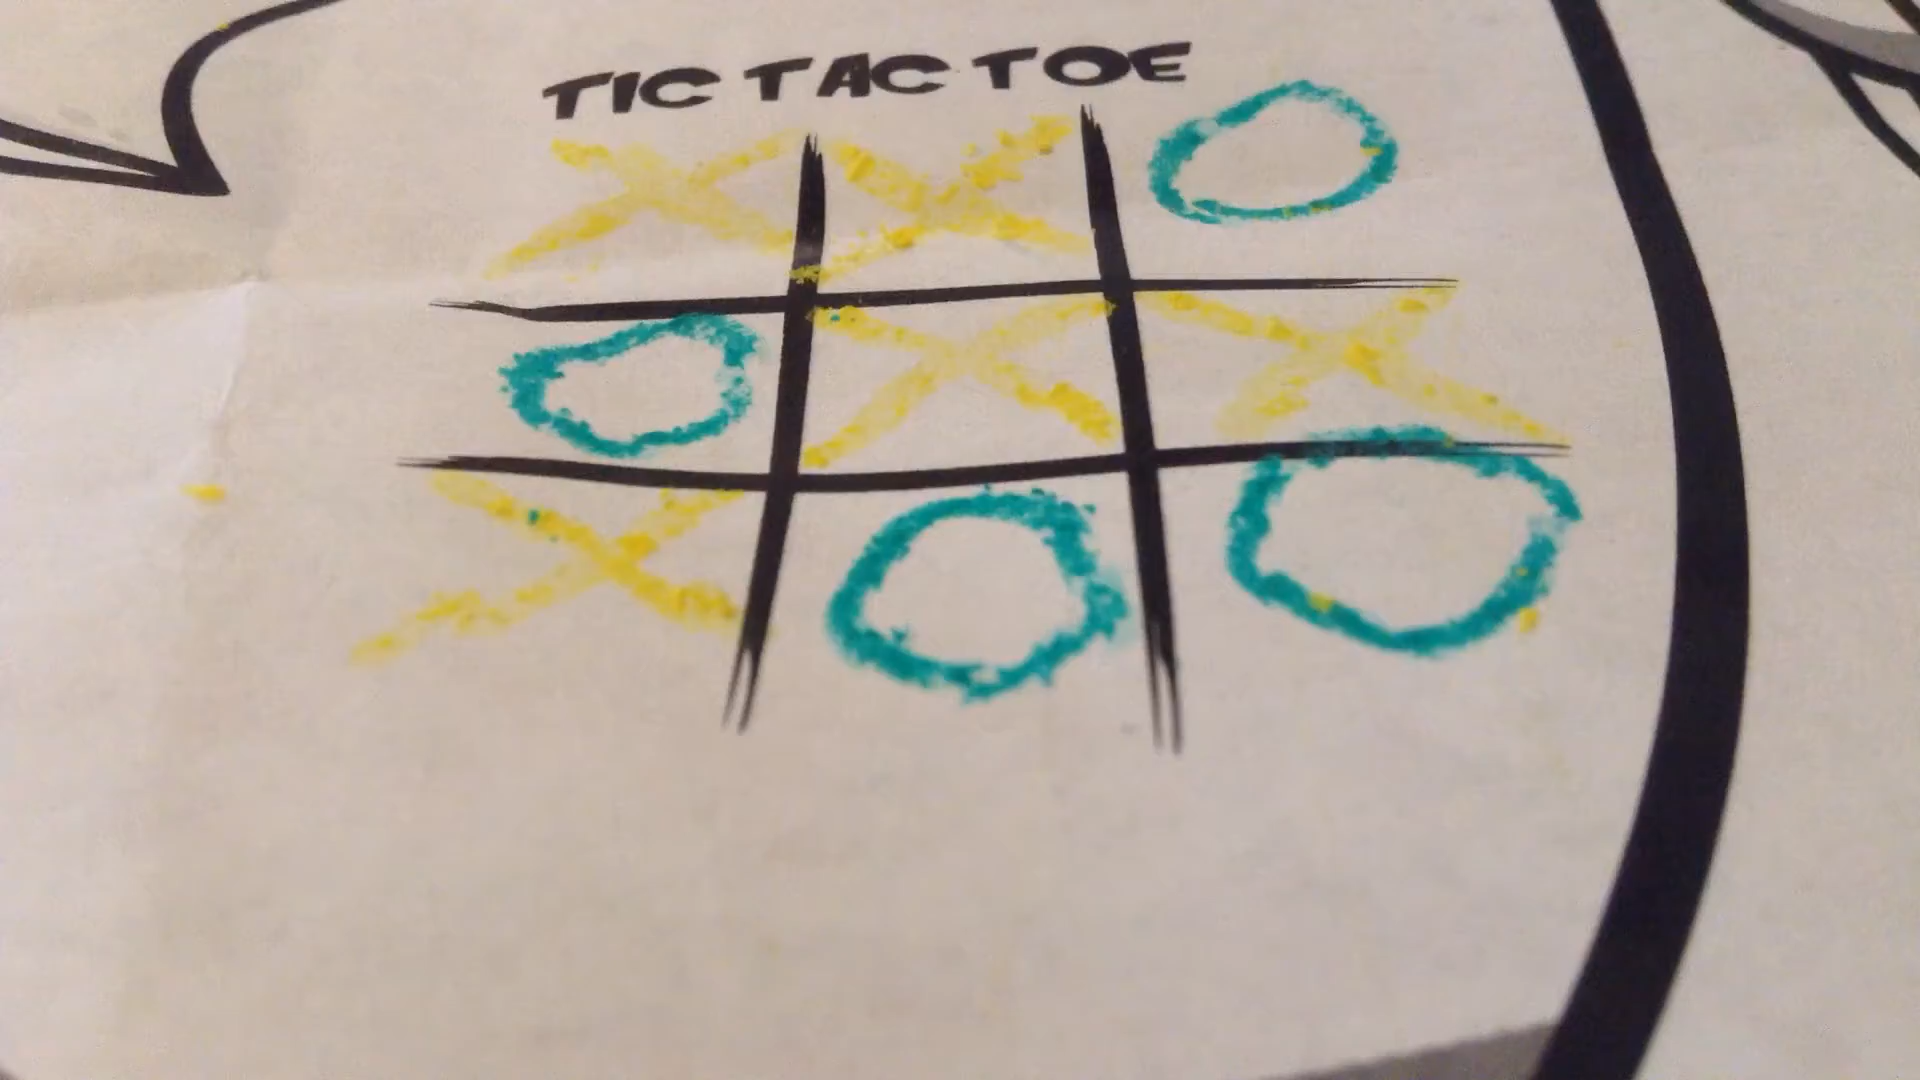 TIC TAC TOE
X X O
O X X
X O O